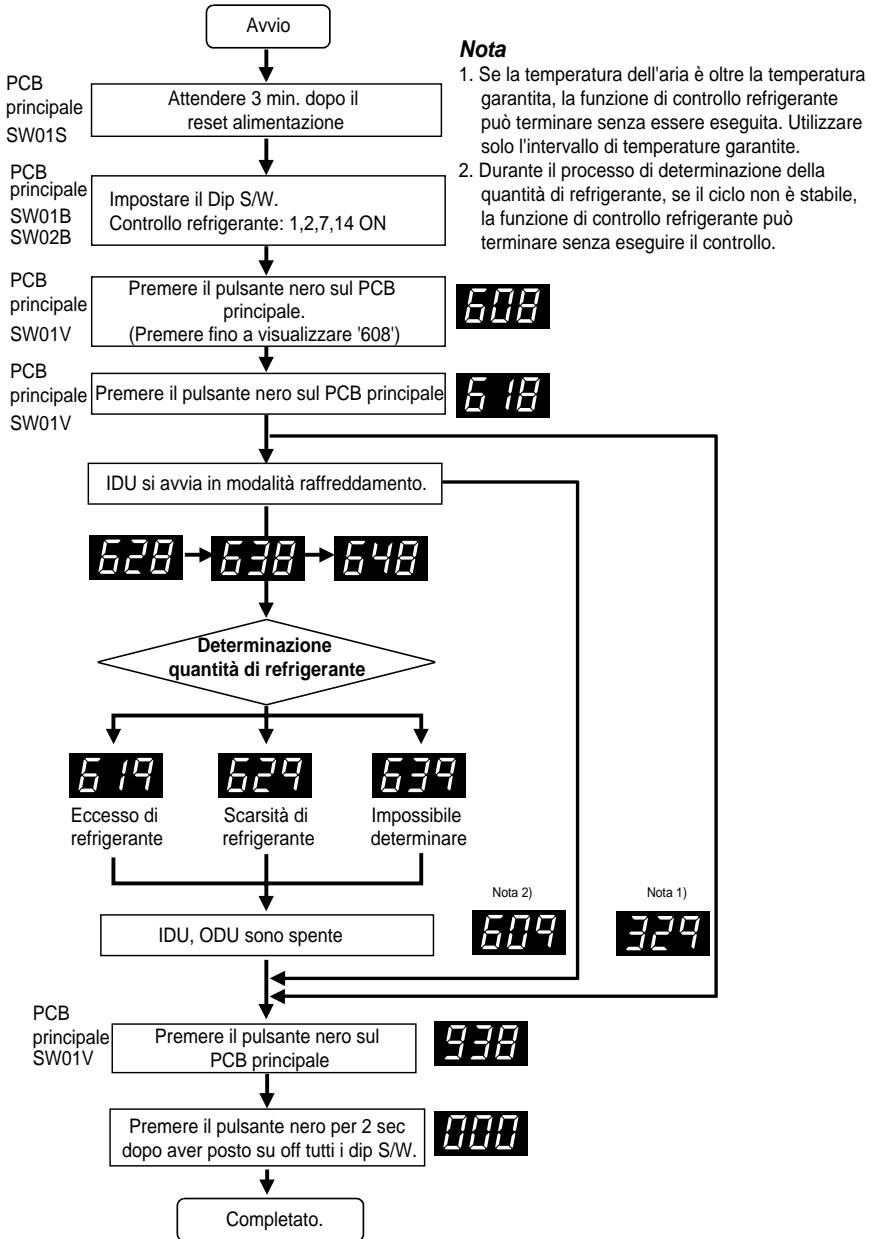 Avvio
Nota
1. Se la temperatura dell'aria è oltre la temperatura
garantita, la funzione di controllo refrigerante
può terminare senza essere eseguita. Utilizzare
solo l'intervallo di temperature garantite.
2. Durante il processo di determinazione della
quantità di refrigerante, se il ciclo non è stabile,
la funzione di controllo refrigerante può
terminare senza eseguire il controllo.
PCB
principale
SW01S
Attendere 3 min. dopo il
reset alimentazione
PCB
principale
SW01B
SW02B
Impostare il Dip S/W.
Controllo refrigerante: 1,2,7,14 ON
PCB
principale
SW01V
Premere il pulsante nero sul PCB
principale.
(Premere fino a visualizzare '608')
608
PCB
principale
SW01V
Premere il pulsante nero sul PCB principale
618
IDU si avvia in modalità raffreddamento.
628 638 648
Determinazione
quantità di refrigerante
619 629 639
Eccesso di
refrigerante
Scarsità di
refrigerante
Impossibile
determinare
Nota 2)
609
Nota 1)
329
IDU, ODU sono spente
PCB
principale
SW01V
Premere il pulsante nero sul
PCB principale
938
Premere il pulsante nero per 2 sec
dopo aver posto su off tutti i dip S/W.
000
Completato.